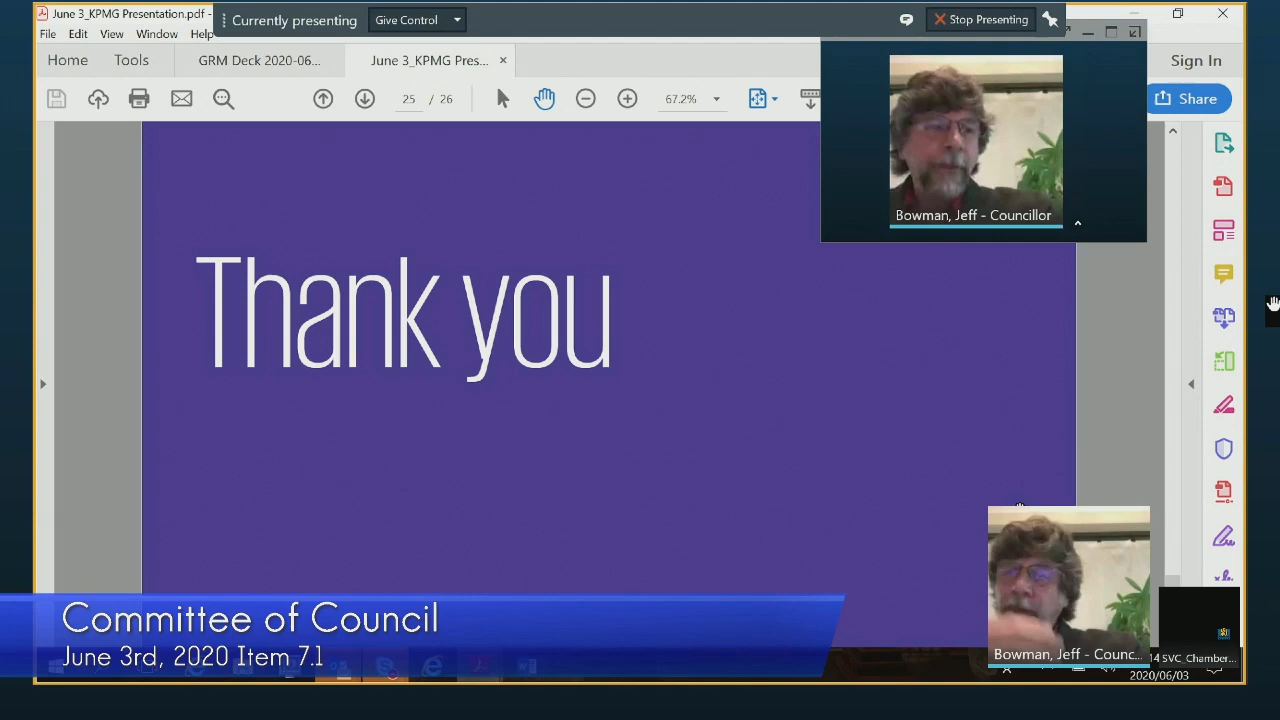 June 3_KPMG Presentation.pdf -
Currently presenting
Give Control
Stop Presenting
File Edit View Window Help
Home Tools GRM Deck 2020-06... June 3_KPMG Pres... × Sign In
25 / 26 67.2% Share
Bowman, Jeff - Councillor
Thank you
Committee of Council
June 3rd, 2020 Item 7.1
Bowman, Jeff - Counc...
14 SVC_Chamber...
2020/06/03